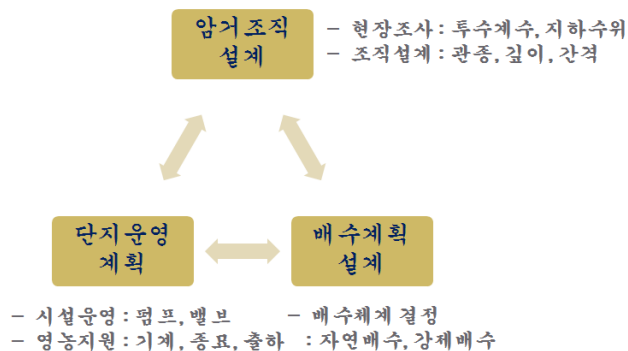 암거조직
설계
- 현장조사 : 투수계수, 지하수위
- 조직설계 : 관종, 깊이, 간격
단지운영
계획
배수계획
설계
- 시설운영 : 펌프, 밸브
- 영농지원 : 기계, 종묘, 출하
- 배수체계 결정
: 자연배수, 강제배수